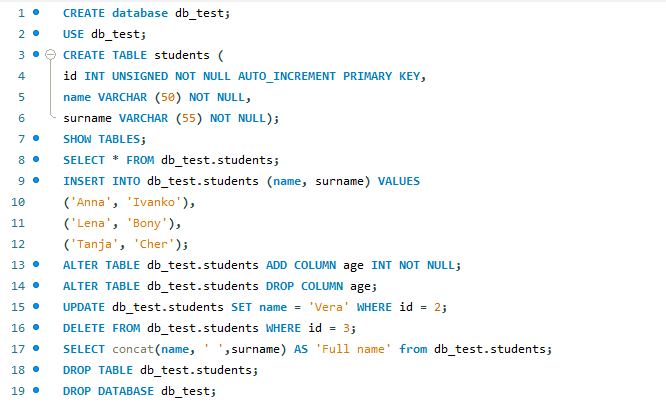 1 CREATE database db_test;
2 USE db_test;
3 CREATE TABLE students (
4 id INT UNSIGNED NOT NULL AUTO_INCREMENT PRIMARY KEY,
5 name VARCHAR (50) NOT NULL,
6 surname VARCHAR (55) NOT NULL);
7 SHOW TABLES;
8 SELECT * FROM db_test.students;
9 INSERT INTO db_test.students (name, surname) VALUES
10 ('Anna', 'Ivanko'),
11 ('Lena', 'Bony'),
12 ('Tanja', 'Cher');
13 ALTER TABLE db_test.students ADD COLUMN age INT NOT NULL;
14 ALTER TABLE db_test.students DROP COLUMN age;
15 UPDATE db_test.students SET name = 'Vera' WHERE id = 2;
16 DELETE FROM db_test.students WHERE id = 3;
17 SELECT concat(name, ' ',surname) AS 'Full name' from db_test.students;
18 DROP TABLE db_test.students;
19 DROP DATABASE db_test;